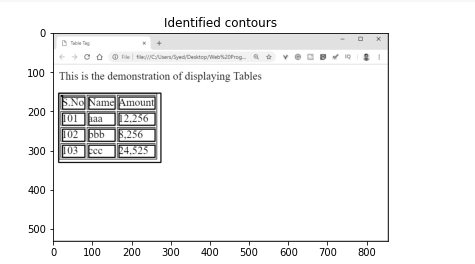 Identified contours
Table Tag
File | file:///C:/Users/Syed/Desktop/Web%20Prog...
This is the demonstration of displaying Tables
S.No Name Amount
101 aaa 12,256
102 bbb 8,256
103 ccc 24,525
0
100
200
300
400
500
0 100 200 300 400 500 600 700 800